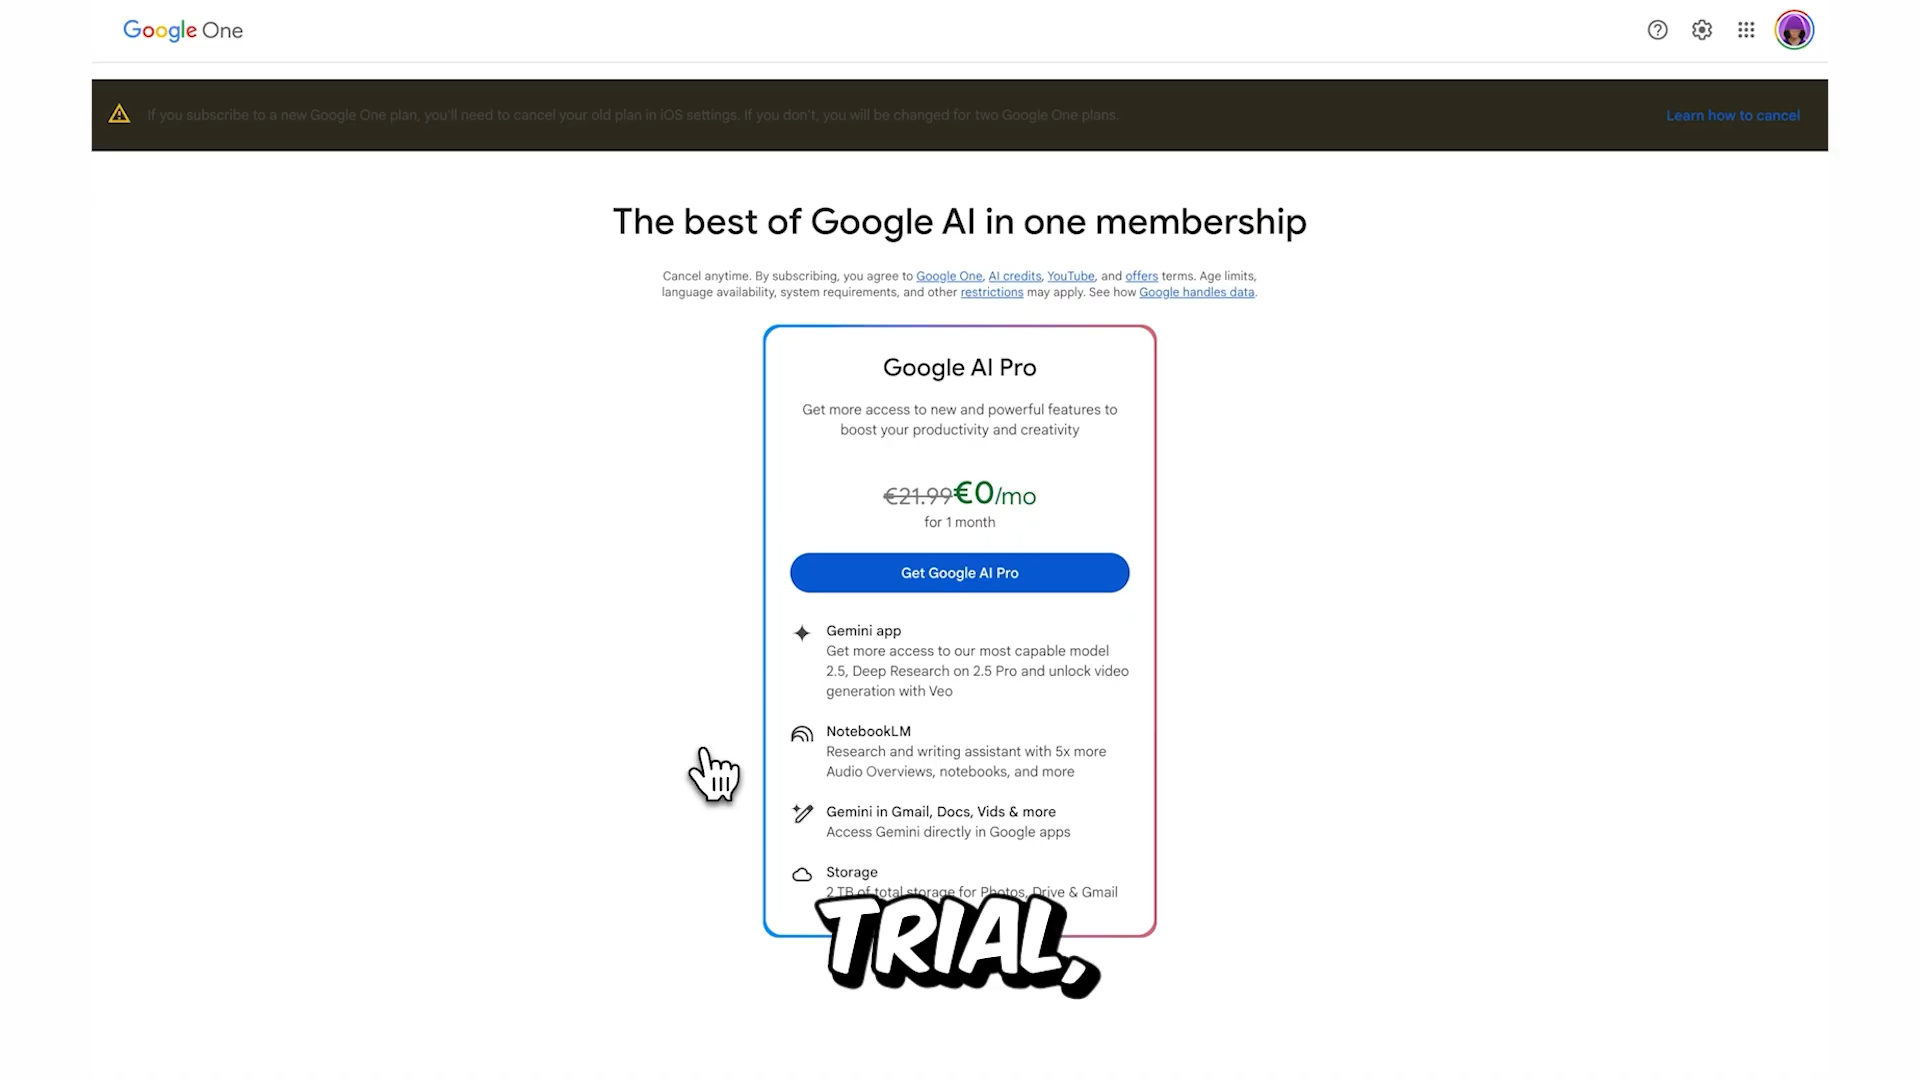 Google One
If you subscribe to a new Google One plan, you'll need to cancel your old plan in iOS settings. If you don't, you will be changed for two Google One plans.
Learn how to cancel
The best of Google AI in one membership
Cancel anytime. By subscribing, you agree to Google One, AI credits, YouTube, and offers terms. Age limits,
language availability, system requirements, and other restrictions may apply. See how Google handles data.
Google AI Pro
Get more access to new and powerful features to
boost your productivity and creativity
€21.99 €0/mo
for 1 month
Get Google AI Pro
Gemini app
Get more access to our most capable model
2.5, Deep Research on 2.5 Pro and unlock video
generation with Veo
NotebookLM
Research and writing assistant with 5x more
Audio Overviews, notebooks, and more
Gemini in Gmail, Docs, Vids & more
Access Gemini directly in Google apps
Storage
2 TB of total storage for Photos, Drive & Gmail
TRIAL,